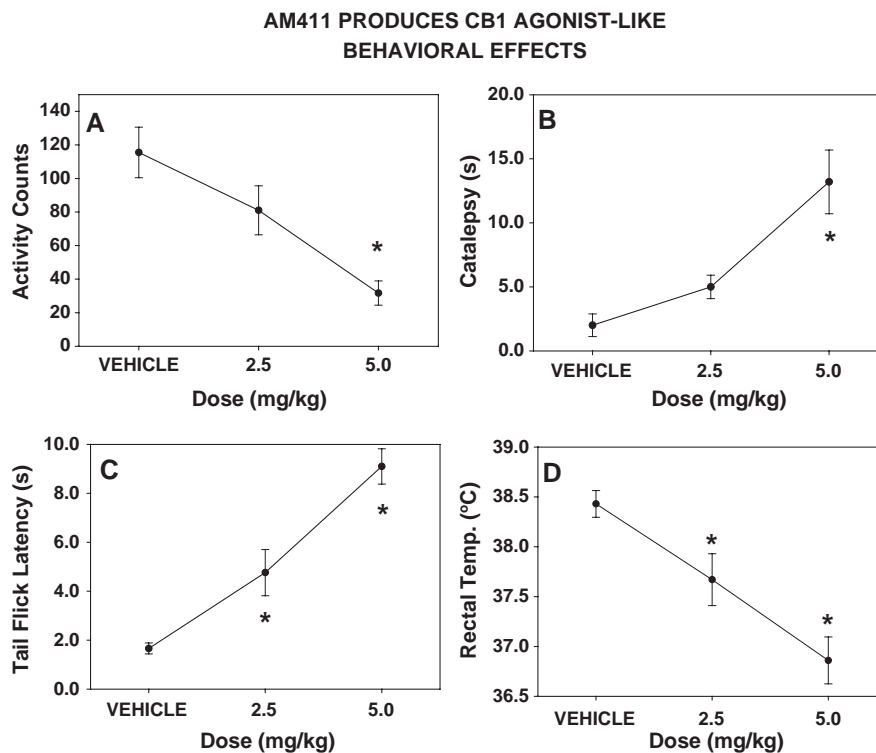 AM411 PRODUCES CB1 AGONIST-LIKE
BEHAVIORAL EFFECTS
A
Activity Counts
140
120
100
80
60
40
20
0
*
VEHICLE 2.5 5.0
Dose (mg/kg)
B
Catalepsy (s)
20.0
15.0
10.0
5.0
0.0
*
VEHICLE 2.5 5.0
Dose (mg/kg)
C
Tail Flick Latency (s)
10.0
8.0
6.0
4.0
2.0
0.0
*
*
VEHICLE 2.5 5.0
Dose (mg/kg)
D
Rectal Temp. (ºC)
39.0
38.5
38.0
37.5
37.0
36.5
*
*
VEHICLE 2.5 5.0
Dose (mg/kg)